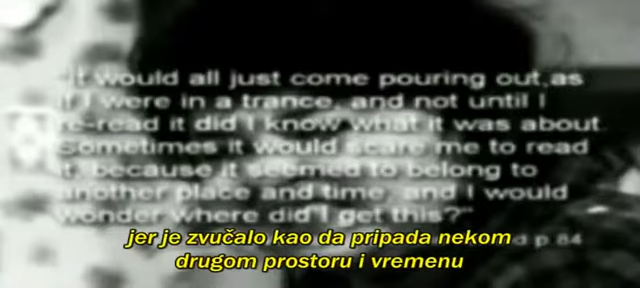 "It would all just come pouring out,as
if I were in a trance, and not until I
re-read it did I know what it was about.
Sometimes it would scare me to read
it, because it seemed to belong to
another place and time, and I would
wonder where did I get this?"
d p.84
jer je zvučalo kao da pripada nekom
drugom prostoru i vremenu